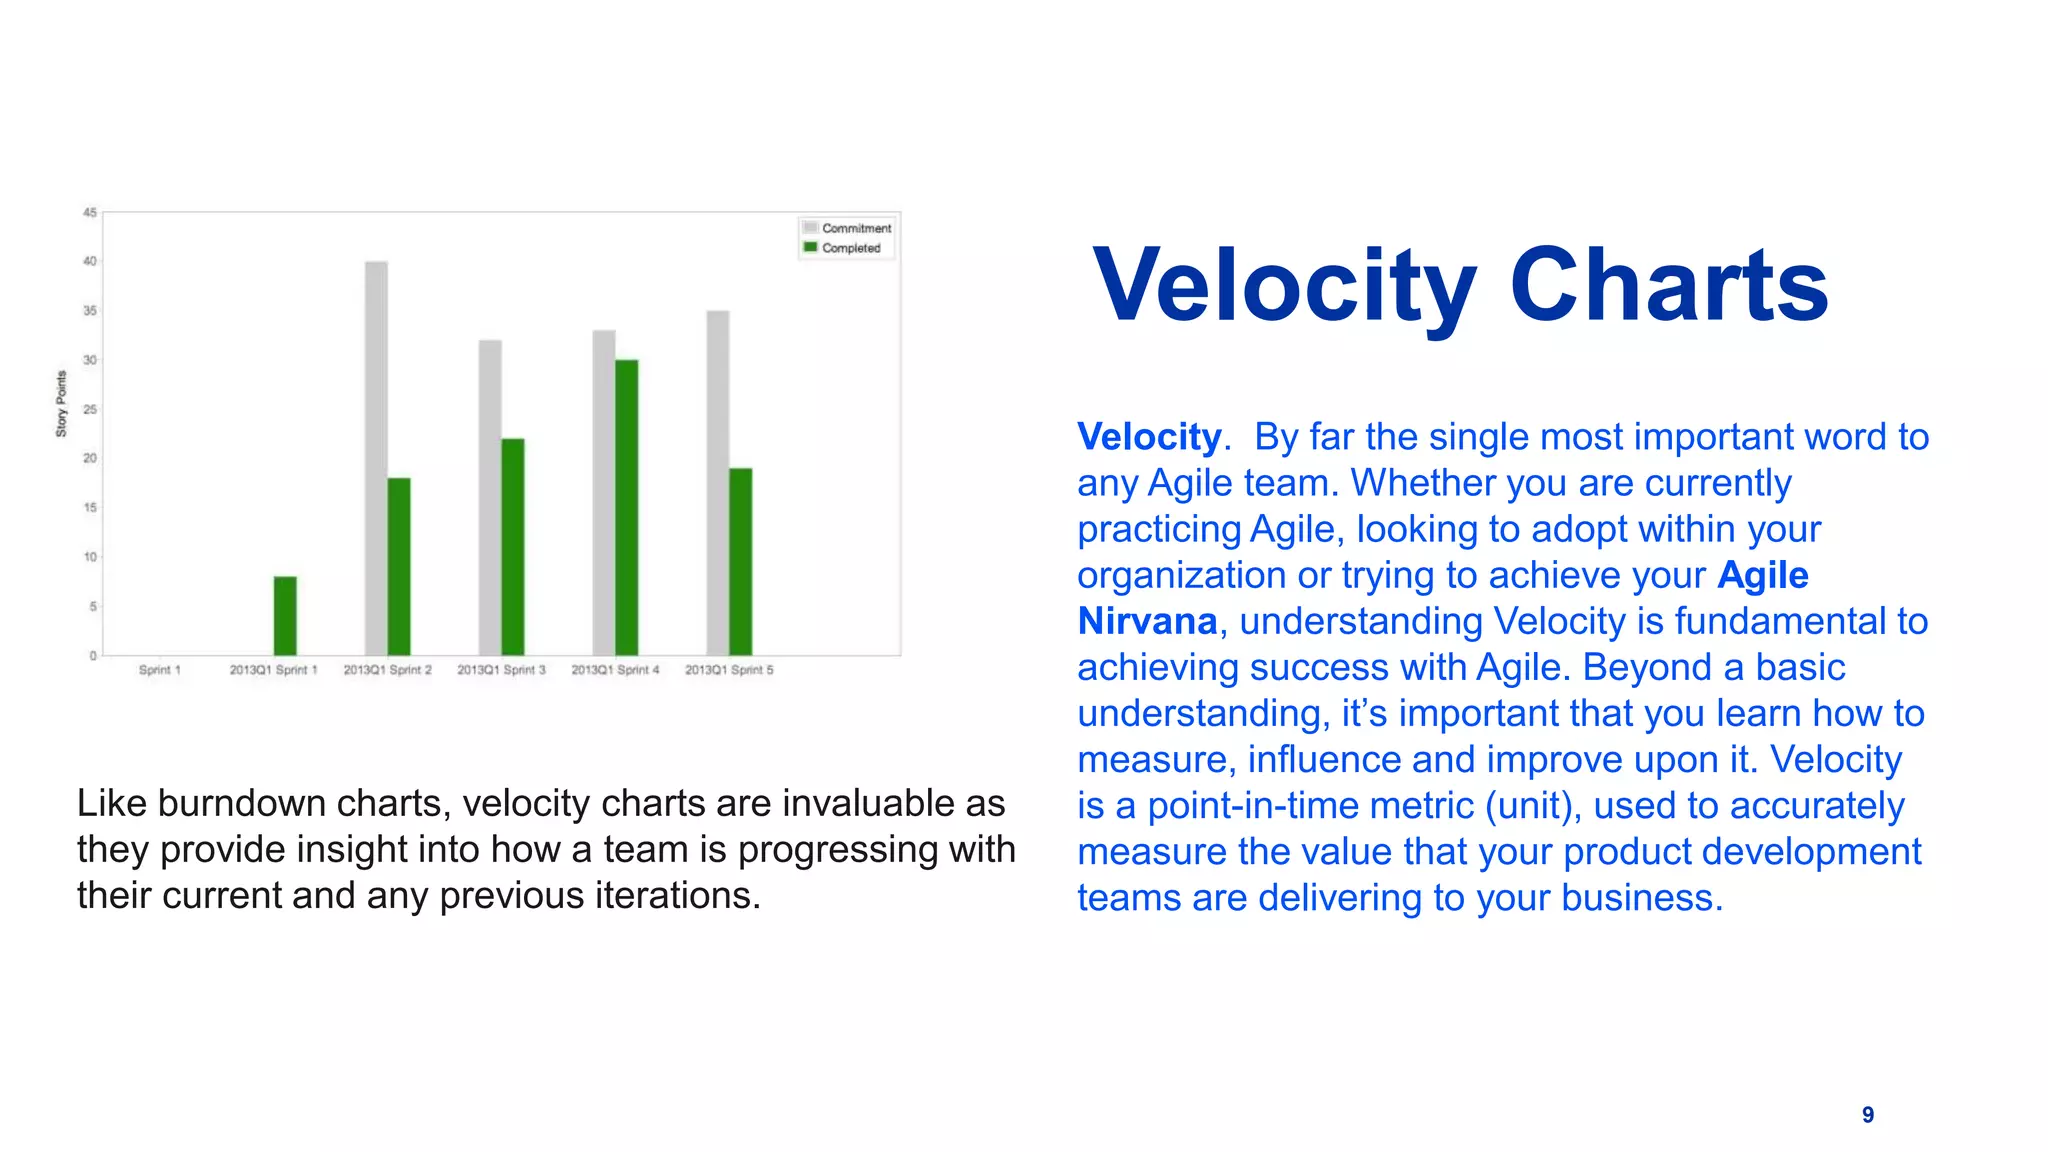 45
40
35
30
25
20
15
10
5
0
Story Points
Commitment
Completed
Sprint 1
2013Q1 Sprint 1
2013Q1 Sprint 2
2013Q1 Sprint 3
2013Q1 Sprint 4
2013Q1 Sprint 5
Like burndown charts, velocity charts are invaluable as
they provide insight into how a team is progressing with
their current and any previous iterations.
Velocity Charts
Velocity.  By far the single most important word to
any Agile team. Whether you are currently
practicing Agile, looking to adopt within your
organization or trying to achieve your Agile
Nirvana, understanding Velocity is fundamental to
achieving success with Agile. Beyond a basic
understanding, it’s important that you learn how to
measure, influence and improve upon it. Velocity
is a point-in-time metric (unit), used to accurately
measure the value that your product development
teams are delivering to your business.
9